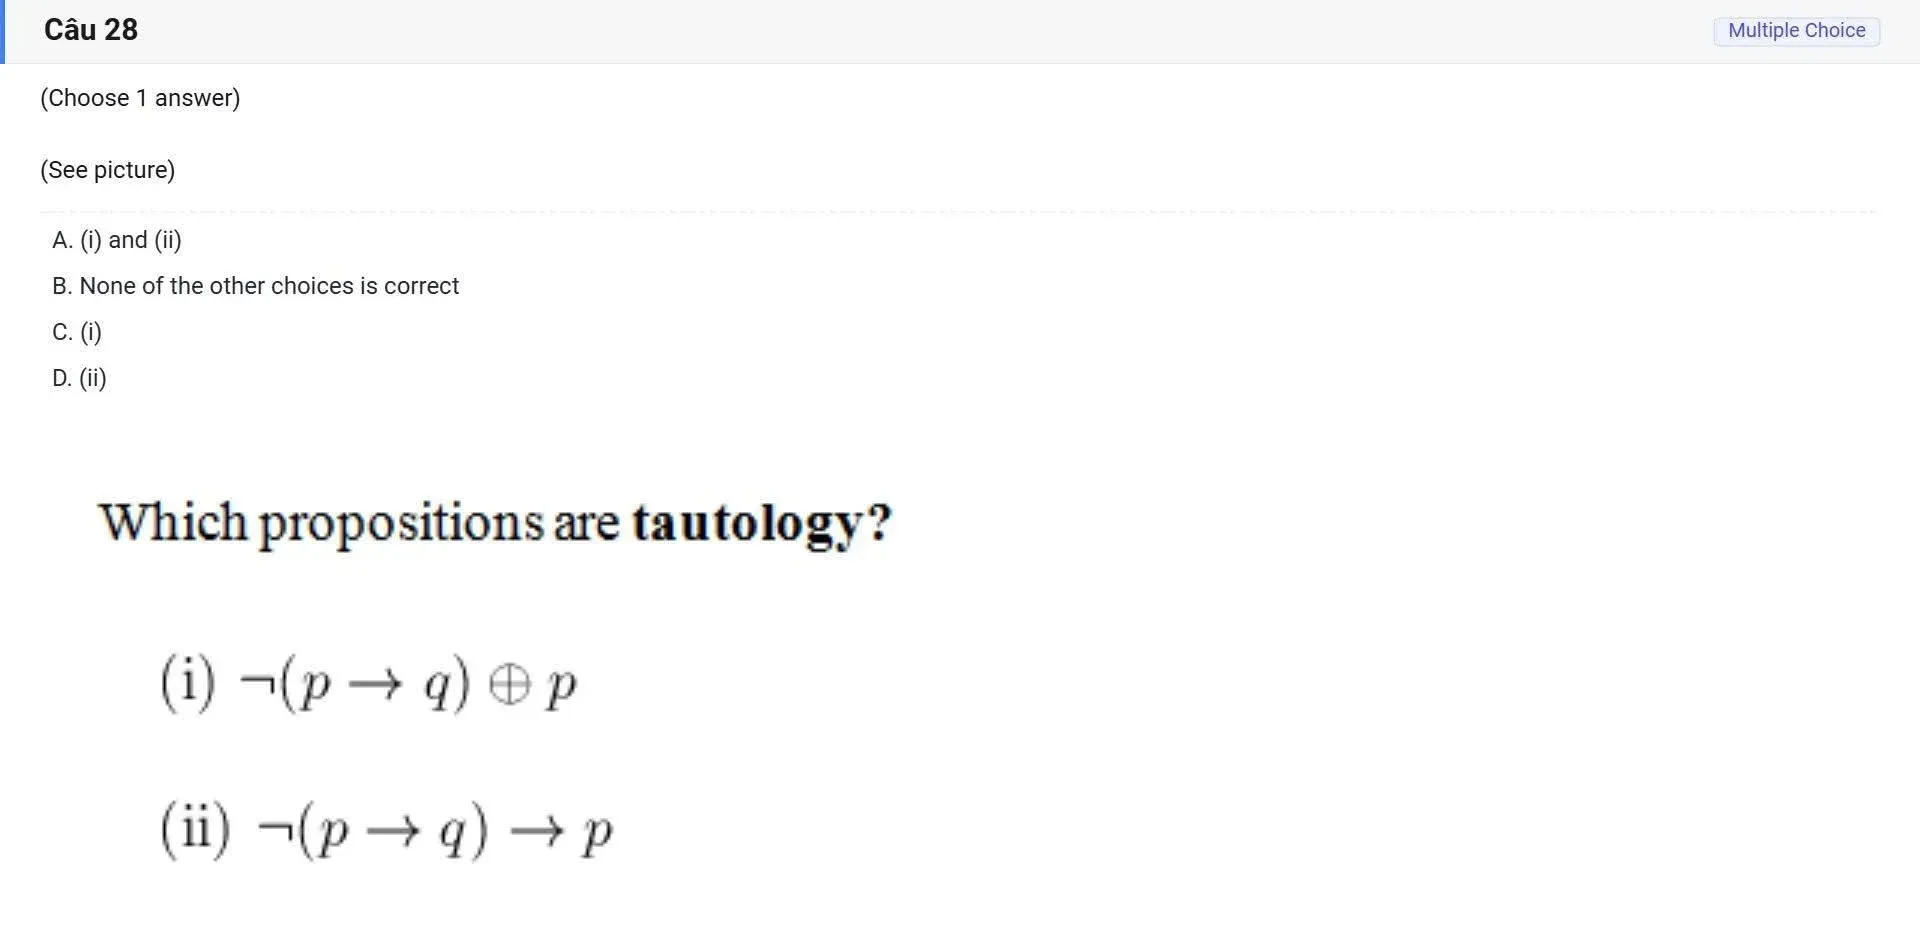 Câu 28
Multiple Choice
(Choose 1 answer)
(See picture)
A. (i) and (ii)
B. None of the other choices is correct
C. (i)
D. (ii)
Which propositions are tautology?
(i) ¬(p → q) ⊕ p
(ii) ¬(p → q) → p